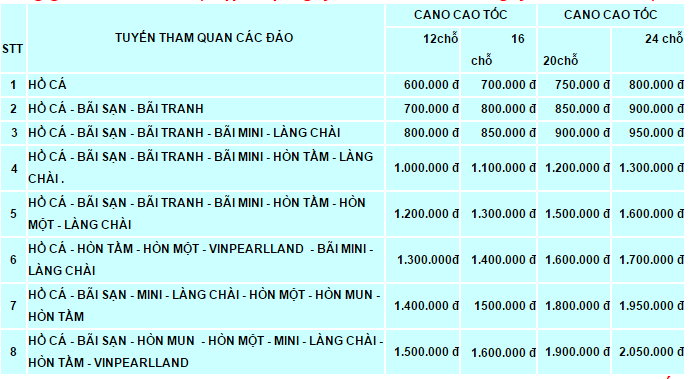 CANO CAO TỐC CANO CAO TỐC
STT TUYẾN THAM QUAN CÁC ĐẢO 12chỗ 16 chỗ 20chỗ 24 chỗ
1 HỒ CÁ 600.000 đ 700.000 đ 750.000 đ 800.000 đ
2 HỒ CÁ - BÃI SẠN - BÃI TRANH 700.000 đ 800.000 đ 850.000 đ 900.000 đ
3 HỒ CÁ - BÃI SẠN - BÃI TRANH - BÃI MINI - LÀNG CHÀI 800.000 đ 850.000 đ 900.000 đ 950.000 đ
4 HỒ CÁ - BÃI SẠN - BÃI TRANH - BÃI MINI - HÒN TẰM - LÀNG
CHÀI . 1.000.000 đ 1.100.000 đ 1.200.000 đ 1.300.000 đ
5 HỒ CÁ - BÃI SẠN - BÃI TRANH - BÃI MINI - HÒN TẰM - HÒN
MỘT - LÀNG CHÀI 1.200.000 đ 1.300.000 đ 1.500.000 đ 1.600.000 đ
6 HỒ CÁ - HÒN TẰM - HÒN MỘT - VINPEARLLAND - BÃI MINI -
LÀNG CHÀI 1.300.000đ 1.400.000 đ 1.600.000 đ 1.700.000 đ
7 HỒ CÁ - BÃI SẠN - MINI - LÀNG CHÀI - HÒN MỘT - HÒN MUN -
HÒN TẰM 1.400.000 đ 1500.000 đ 1.800.000 đ 1.950.000 đ
8 HỒ CÁ - BÃI SẠN - HÒN MUN - HÒN MỘT - MINI - LÀNG CHÀI -
HÒN TẰM - VINPEARLLAND 1.500.000 đ 1.600.000 đ 1.900.000 đ 2.050.000 đ